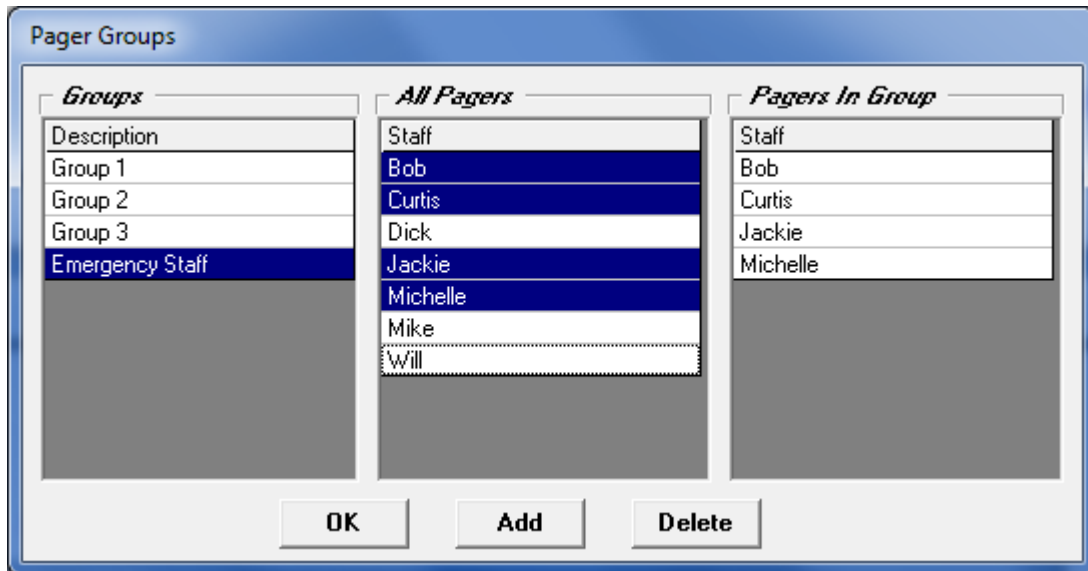 Pager Groups
Groups
Description
Group 1
Group 2
Group 3
Emergency Staff
All Pagers
Staff
Bob
Curtis
Dick
Jackie
Michelle
Mike
Will
Pagers In Group
Staff
Bob
Curtis
Jackie
Michelle
OK
Add
Delete